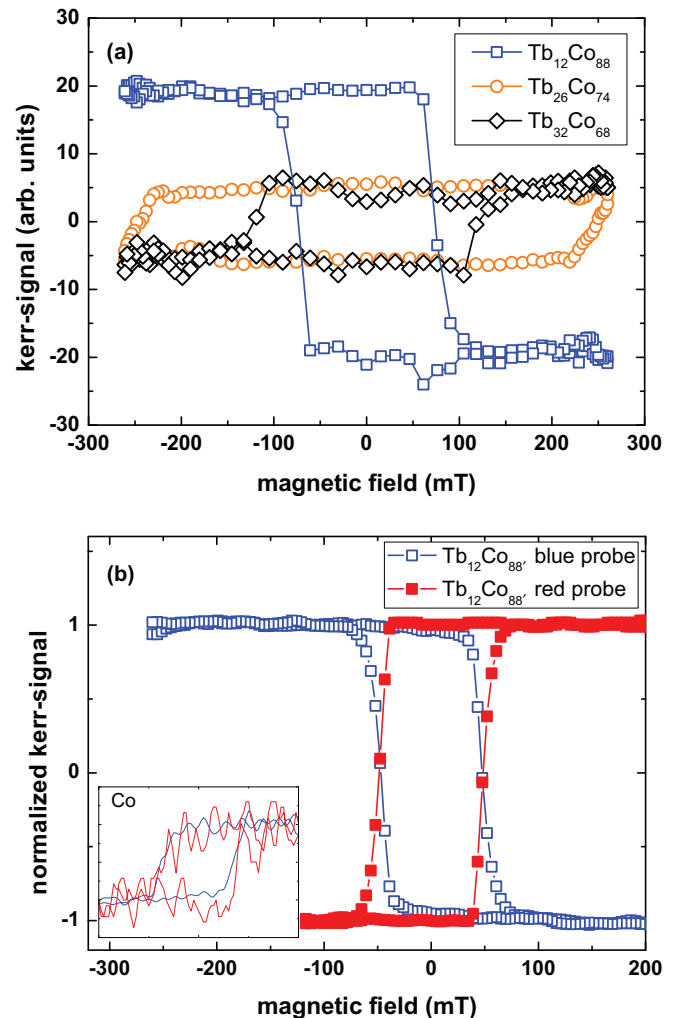 (a)
Tb₁₂Co₈₈
Tb₂₆Co₇₄
Tb₃₂Co₆₈
30
20
10
0
-10
-20
-30
kerr-signal (arb. units)
-300 -200 -100 0 100 200 300
magnetic field (mT)
(b)
Tb₁₂Co₈₈, blue probe
Tb₁₂Co₈₈, red probe
1
0
-1
normalized kerr-signal
Co
-300 -200 -100 0 100 200
magnetic field (mT)